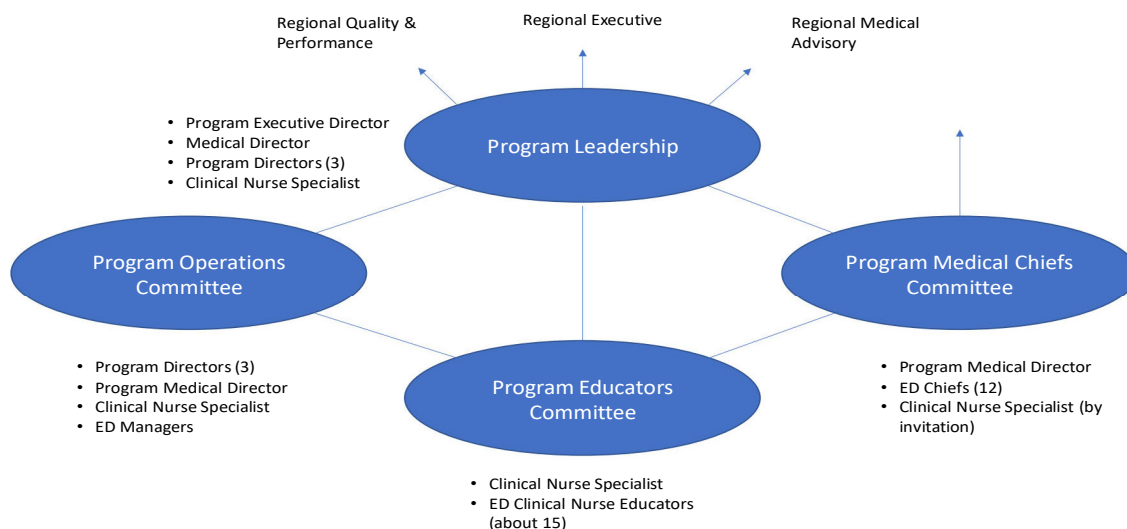 Regional Quality &
Performance
Regional Executive
Regional Medical
Advisory
• Program Executive Director
• Medical Director
• Program Directors (3)
• Clinical Nurse Specialist
Program Leadership
Program Operations
Committee
Program Medical Chiefs
Committee
• Program Directors (3)
• Program Medical Director
• Clinical Nurse Specialist
• ED Managers
Program Educators
Committee
• Program Medical Director
• ED Chiefs (12)
• Clinical Nurse Specialist (by
invitation)
• Clinical Nurse Specialist
• ED Clinical Nurse Educators
(about 15)